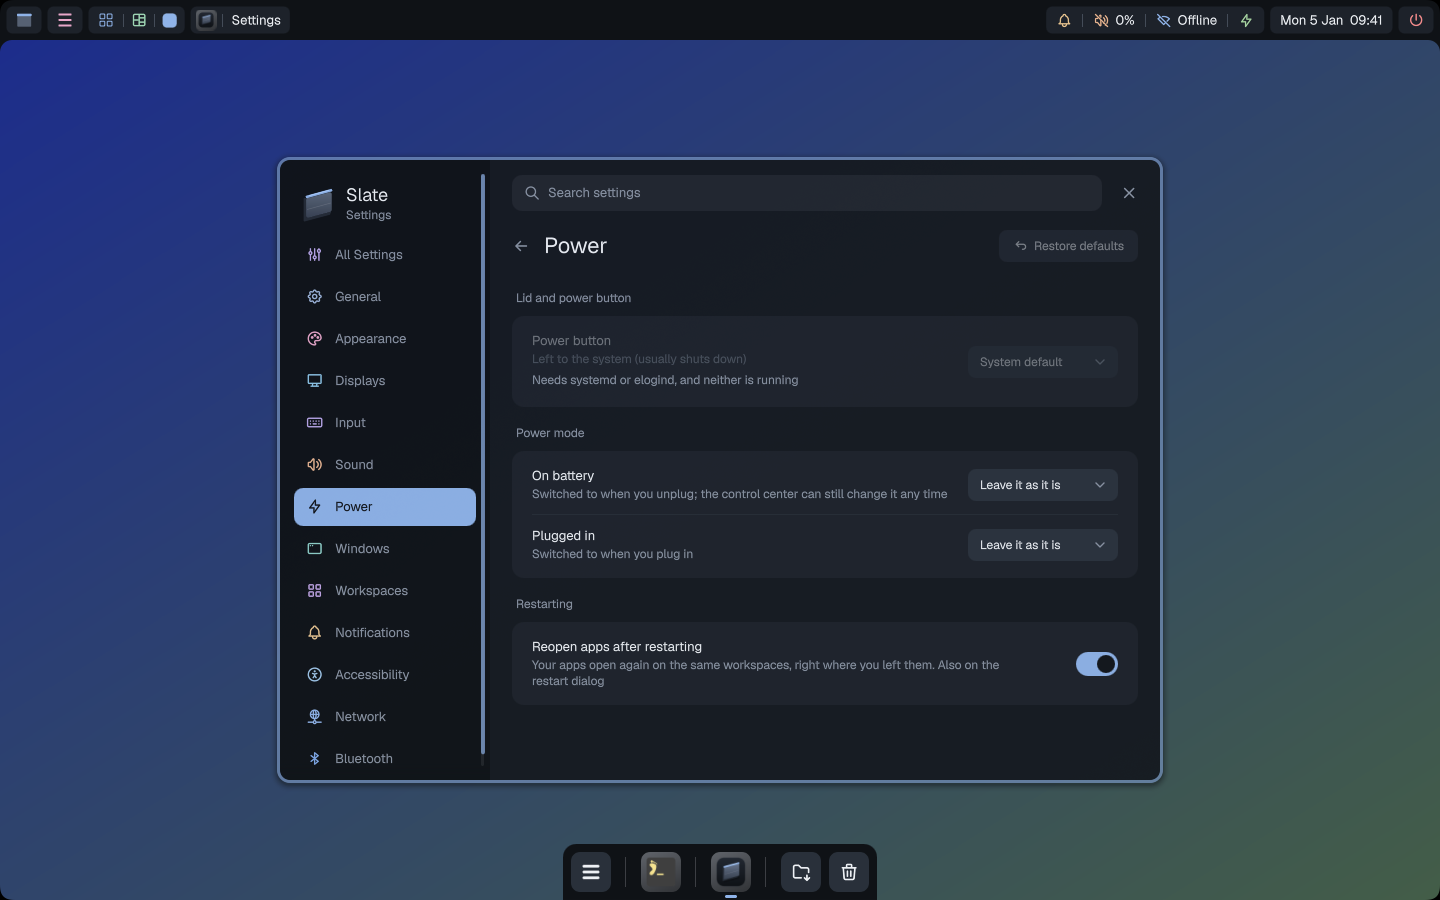 Settings
0%
Offline
Mon 5 Jan 09:41
Slate
Settings
All Settings
General
Appearance
Displays
Input
Sound
Power
Windows
Workspaces
Notifications
Accessibility
Network
Bluetooth
Search settings
Power
Restore defaults
Lid and power button
Power button
Left to the system (usually shuts down)
Needs systemd or elogind, and neither is running
System default
Power mode
On battery
Switched to when you unplug; the control center can still change it any time
Leave it as it is
Plugged in
Switched to when you plug in
Leave it as it is
Restarting
Reopen apps after restarting
Your apps open again on the same workspaces, right where you left them. Also on the
restart dialog